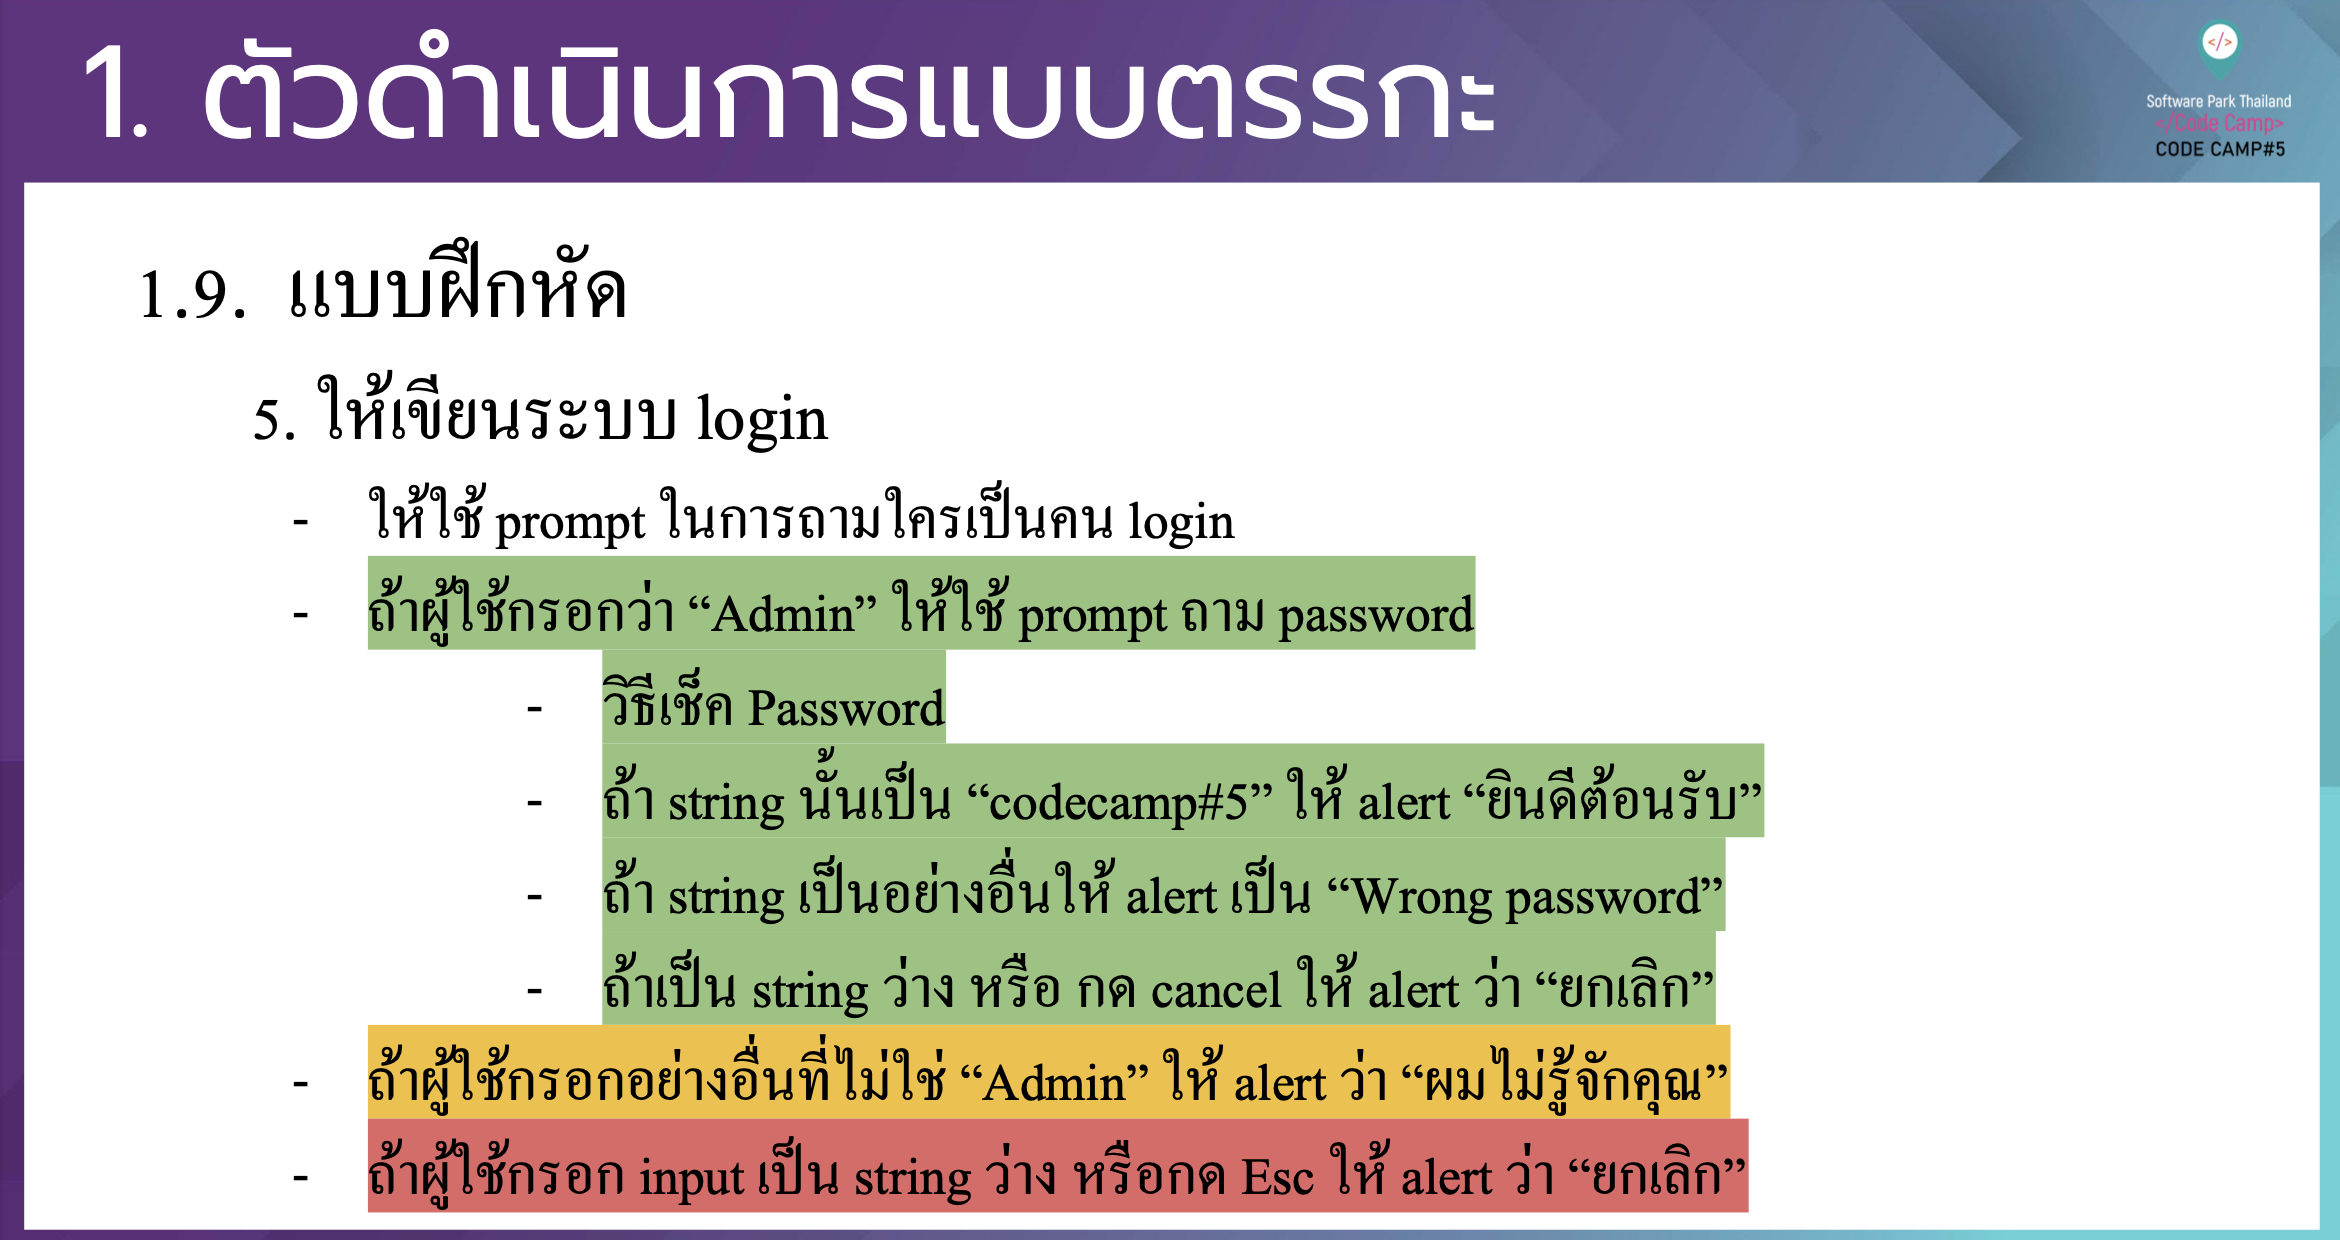 1. ตัวดำเนินการแบบตรรกะ
</>
Software Park Thailand
</Code Camp>
CODE CAMP#5
1.9. แบบฝึกหัด
5. ให้เขียนระบบ login
- ให้ใช้ prompt ในการถามใครเป็นคน login
- ถ้าผู้ใช้กรอกว่า “Admin” ให้ใช้ prompt ถาม password
- วิธีเช็ค Password
- ถ้า string นั้นเป็น “codecamp#5” ให้ alert “ยินดีต้อนรับ”
- ถ้า string เป็นอย่างอื่นให้ alert เป็น “Wrong password”
- ถ้าเป็น string ว่าง หรือ กด cancel ให้ alert ว่า “ยกเลิก”
- ถ้าผู้ใช้กรอกอย่างอื่นที่ไม่ใช่ “Admin” ให้ alert ว่า “ผมไม่รู้จักคุณ”
- ถ้าผู้ใช้กรอก input เป็น string ว่าง หรือกด Esc ให้ alert ว่า “ยกเลิก”